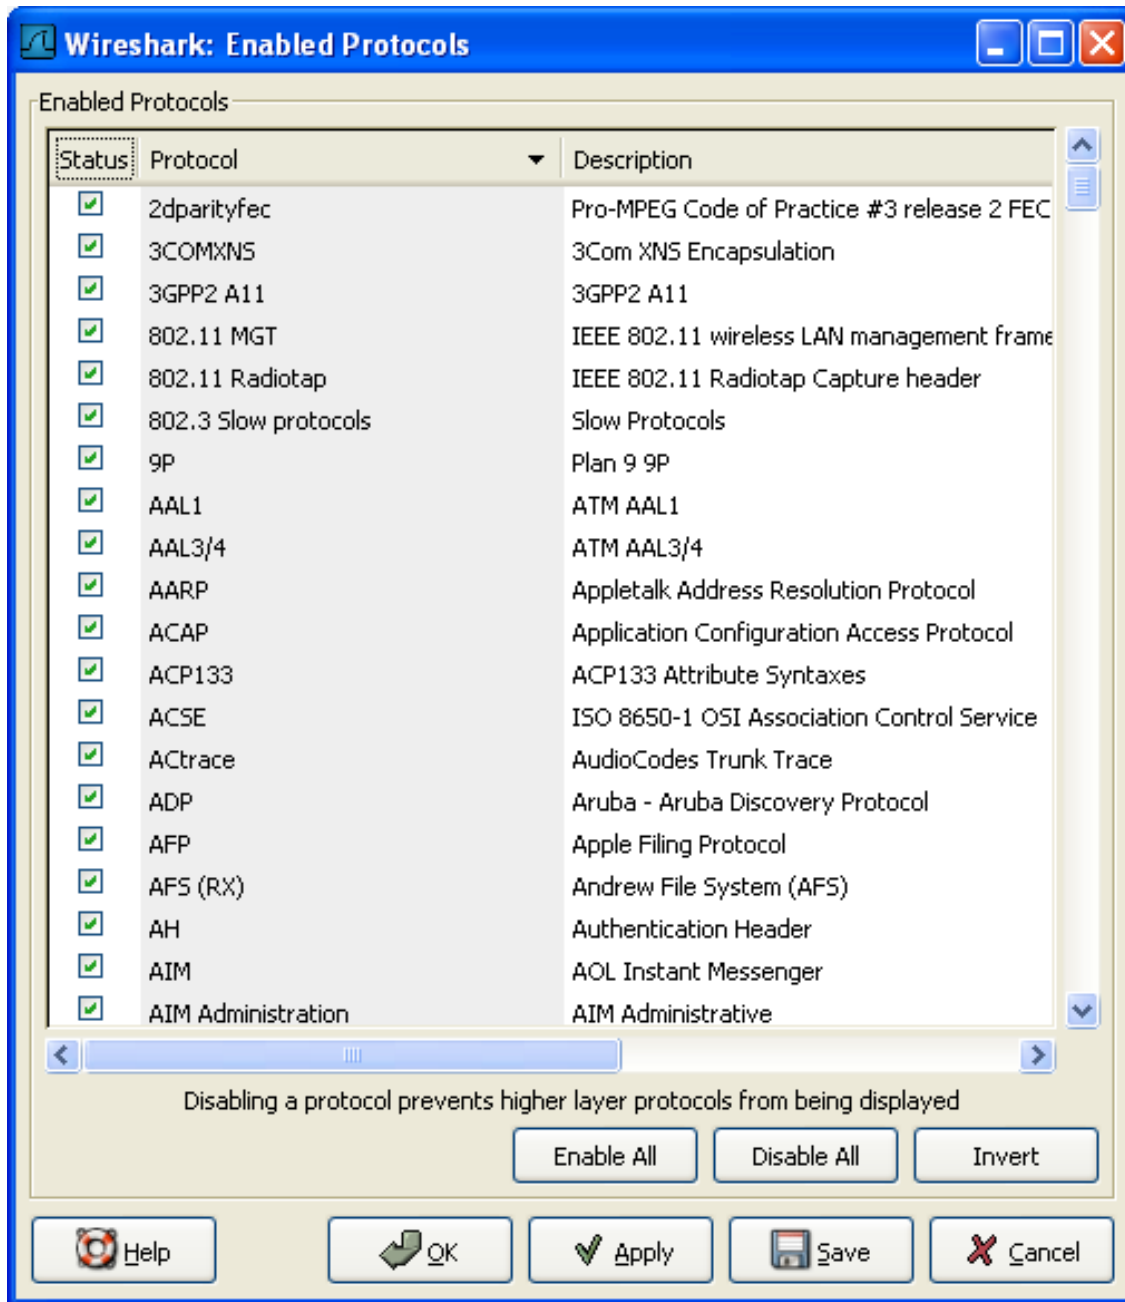 Wireshark: Enabled Protocols
Enabled Protocols
Status Protocol Description
2dparityfec Pro-MPEG Code of Practice #3 release 2 FEC
3COMXNS 3Com XNS Encapsulation
3GPP2 A11 3GPP2 A11
802.11 MGT IEEE 802.11 wireless LAN management frame
802.11 Radiotap IEEE 802.11 Radiotap Capture header
802.3 Slow protocols Slow Protocols
9P Plan 9 9P
AAL1 ATM AAL1
AAL3/4 ATM AAL3/4
AARP Appletalk Address Resolution Protocol
ACAP Application Configuration Access Protocol
ACP133 ACP133 Attribute Syntaxes
ACSE ISO 8650-1 OSI Association Control Service
ACtrace AudioCodes Trunk Trace
ADP Aruba - Aruba Discovery Protocol
AFP Apple Filing Protocol
AFS (RX) Andrew File System (AFS)
AH Authentication Header
AIM AOL Instant Messenger
AIM Administration AIM Administrative
Disabling a protocol prevents higher layer protocols from being displayed
Enable All Disable All Invert
Help OK Apply Save Cancel